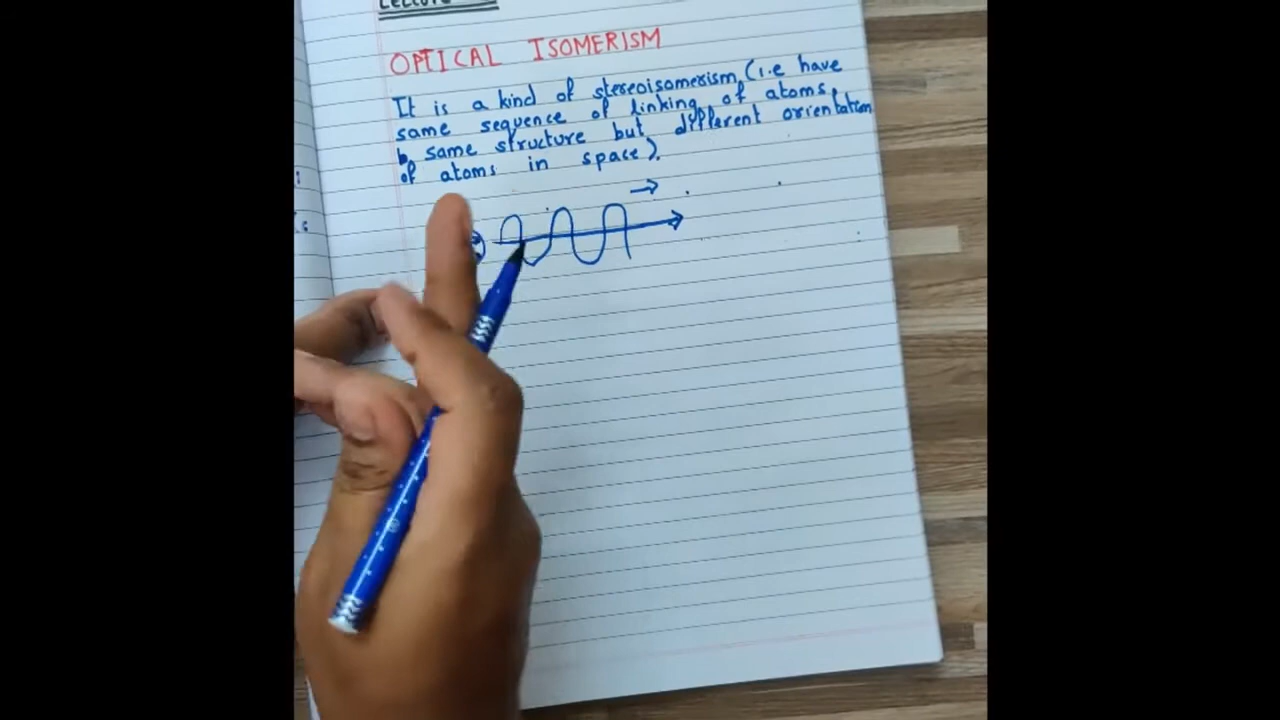 LECTURE
OPTICAL ISOMERISM
It is a kind of stereoisomerism, (i.e have
same sequence of linking of atoms,
same structure but different orientation
of atoms in space).